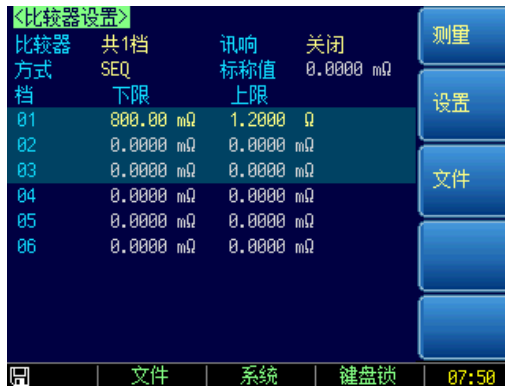 <比较器设置>
测量
比较器 共1档 讯响 关闭
方式 SEQ 标称值 0.0000 mΩ
档 下限 上限
设置
01 800.00 mΩ 1.2000 Ω
02 0.0000 mΩ 0.0000 mΩ
03 0.0000 mΩ 0.0000 mΩ
文件
04 0.0000 mΩ 0.0000 mΩ
05 0.0000 mΩ 0.0000 mΩ
06 0.0000 mΩ 0.0000 mΩ
文件 系统 键盘锁 07:50